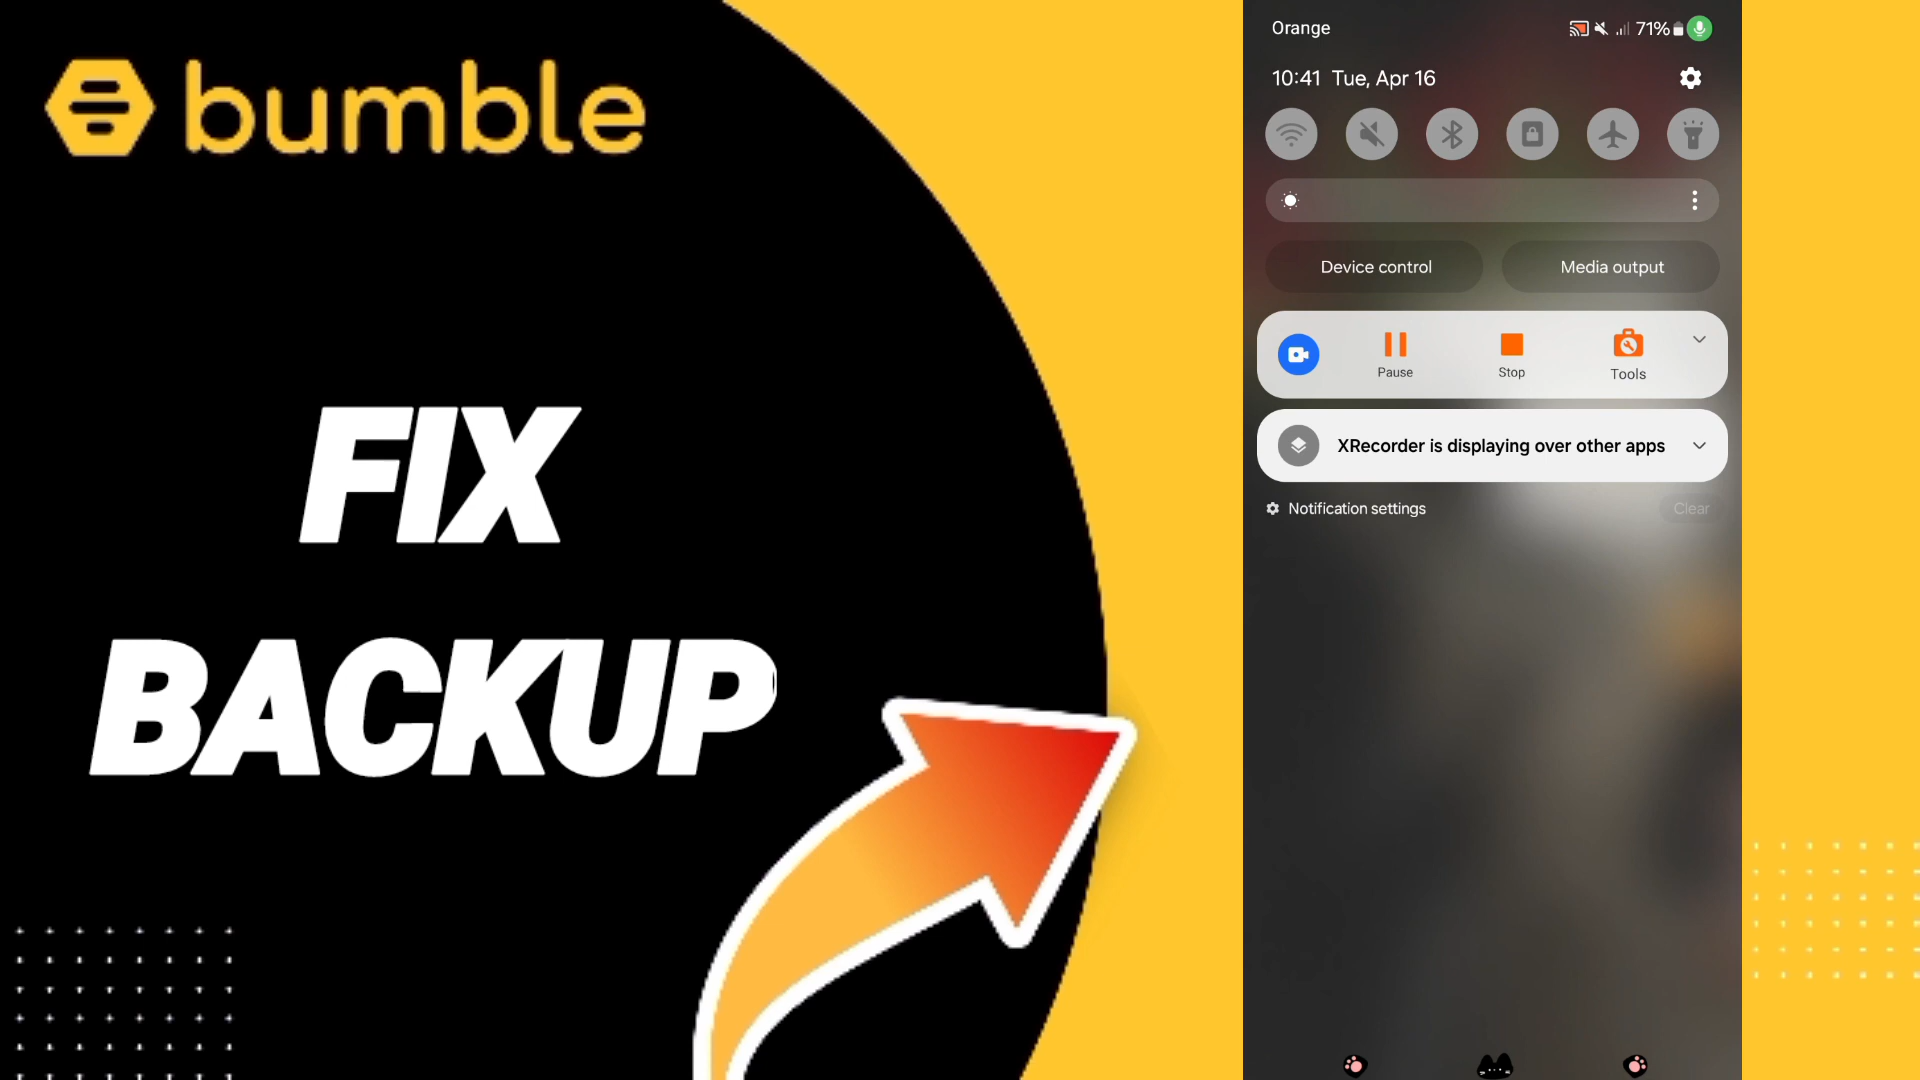 bumble
FIX
BACKUP
Orange
71%
10:41 Tue, Apr 16
Device control
Media output
Pause
Stop
Tools
XRecorder is displaying over other apps
Notification settings
Clear